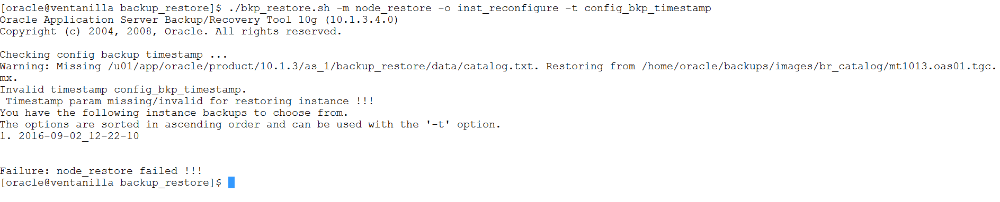 [oracle@ventanilla backup_restore]$ ./bkp_restore.sh -m node_restore -o inst_reconfigure -t config_bkp_timestamp
Oracle Application Server Backup/Recovery Tool 10g (10.1.3.4.0)
Copyright (c) 2004, 2008, Oracle. All rights reserved.
Checking config backup timestamp ...
Warning: Missing /u01/app/oracle/product/10.1.3/as_1/backup_restore/data/catalog.txt. Restoring from /home/oracle/backups/images/br_catalog/mt1013.oas01.tgc.
mx.
Invalid timestamp config_bkp_timestamp.
 Timestamp param missing/invalid for restoring instance !!!
You have the following instance backups to choose from.
The options are sorted in ascending order and can be used with the '-t' option.
1. 2016-09-02_12-22-10
Failure: node_restore failed !!!
[oracle@ventanilla backup_restore]$